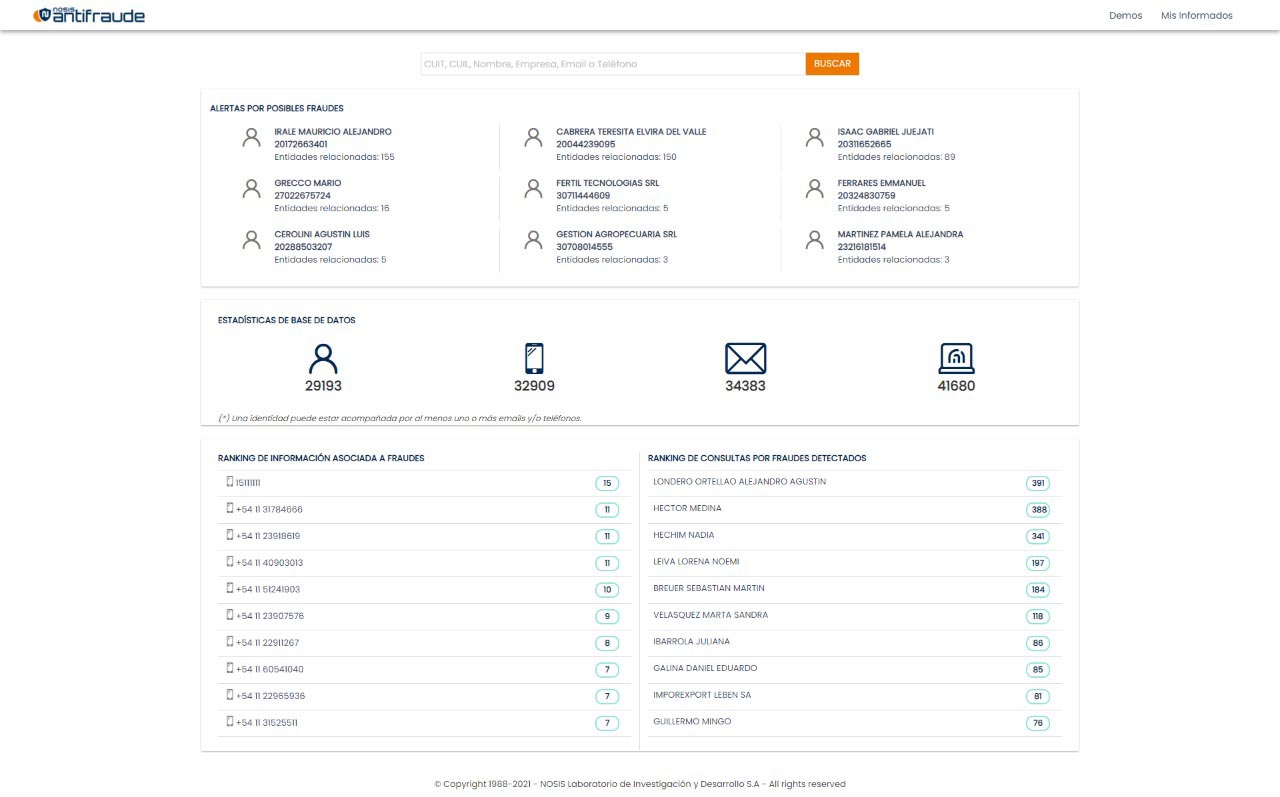 NOSIS
antifraude
Demos
Mis Informados
CUIT, CUIL, Nombre, Empresa, Email o Teléfono
BUSCAR
ALERTAS POR POSIBLES FRAUDES
IRALE MAURICIO ALEJANDRO
20172663401
Entidades relacionadas: 155
CABRERA TERESITA ELVIRA DEL VALLE
20044239095
Entidades relacionadas: 150
ISAAC GABRIEL JUEJATI
20311652665
Entidades relacionadas: 89
GRECCO MARIO
27022675724
Entidades relacionadas: 16
FERTIL TECNOLOGIAS SRL
30711444609
Entidades relacionadas: 5
FERRARES EMMANUEL
20324830759
Entidades relacionadas: 5
CEROLINI AGUSTIN LUIS
20288503207
Entidades relacionadas: 5
GESTION AGROPECUARIA SRL
30708014555
Entidades relacionadas: 3
MARTINEZ PAMELA ALEJANDRA
23216181514
Entidades relacionadas: 3
ESTADÍSTICAS DE BASE DE DATOS
29193
32909
34383
41680
(*) Una identidad puede estar acompañada por al menos uno o más emails y/o teléfonos.
RANKING DE INFORMACIÓN ASOCIADA A FRAUDES
15111111 15
+54 11 31784666 11
+54 11 23918619 11
+54 11 40903013 11
+54 11 51241903 10
+54 11 23907576 9
+54 11 22911267 8
+54 11 60541040 7
+54 11 22965936 7
+54 11 31525511 7
RANKING DE CONSULTAS POR FRAUDES DETECTADOS
LONDERO ORTELLAO ALEJANDRO AGUSTIN 391
HECTOR MEDINA 388
HECHIM NADIA 341
LEIVA LORENA NOEMI 197
BREUER SEBASTIAN MARTIN 184
VELASQUEZ MARTA SANDRA 118
IBARROLA JULIANA 86
GALINA DANIEL EDUARDO 85
IMPOREXPORT LEBEN SA 81
GUILLERMO MINGO 76
© Copyright 1988-2021 - NOSIS Laboratorio de Investigación y Desarrollo S.A - All rights reserved